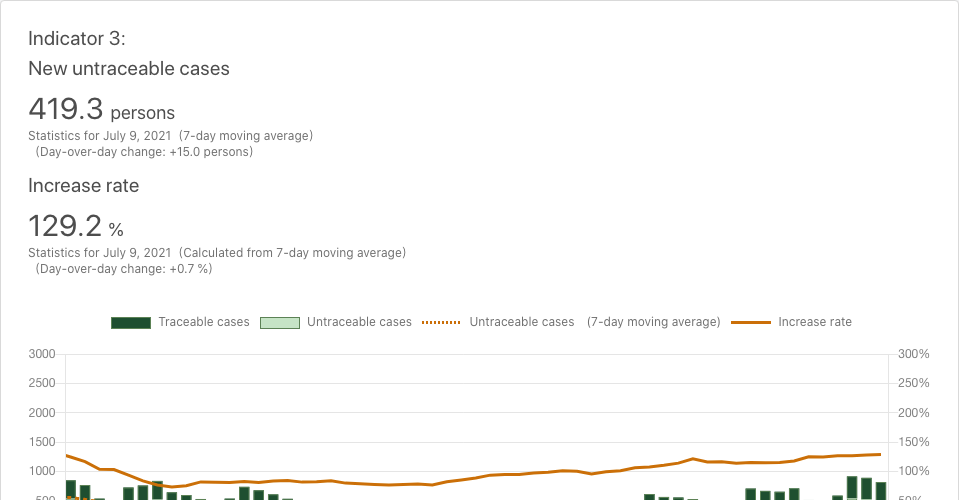 Indicator 3:
New untraceable cases
419.3 persons
Statistics for July 9, 2021 (7-day moving average)
(Day-over-day change: +15.0 persons)
Increase rate
129.2 %
Statistics for July 9, 2021 (Calculated from 7-day moving average)
(Day-over-day change: +0.7 %)
Traceable cases Untraceable cases Untraceable cases (7-day moving average) Increase rate
3000 300%
2500 250%
2000 200%
1500 150%
1000 100%
500 50%